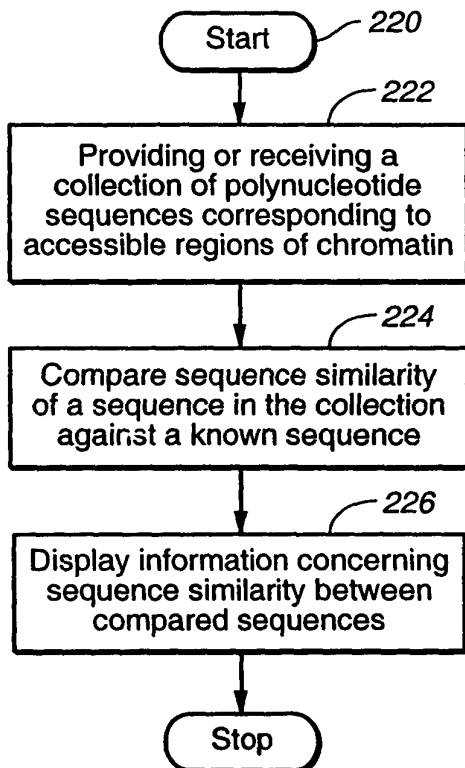 Start
220
222
Providing or receiving a
collection of polynucleotide
sequences corresponding to
accessible regions of chromatin
224
Compare sequence similarity
of a sequence in the collection
against a known sequence
226
Display information concerning
sequence similarity between
compared sequences
Stop